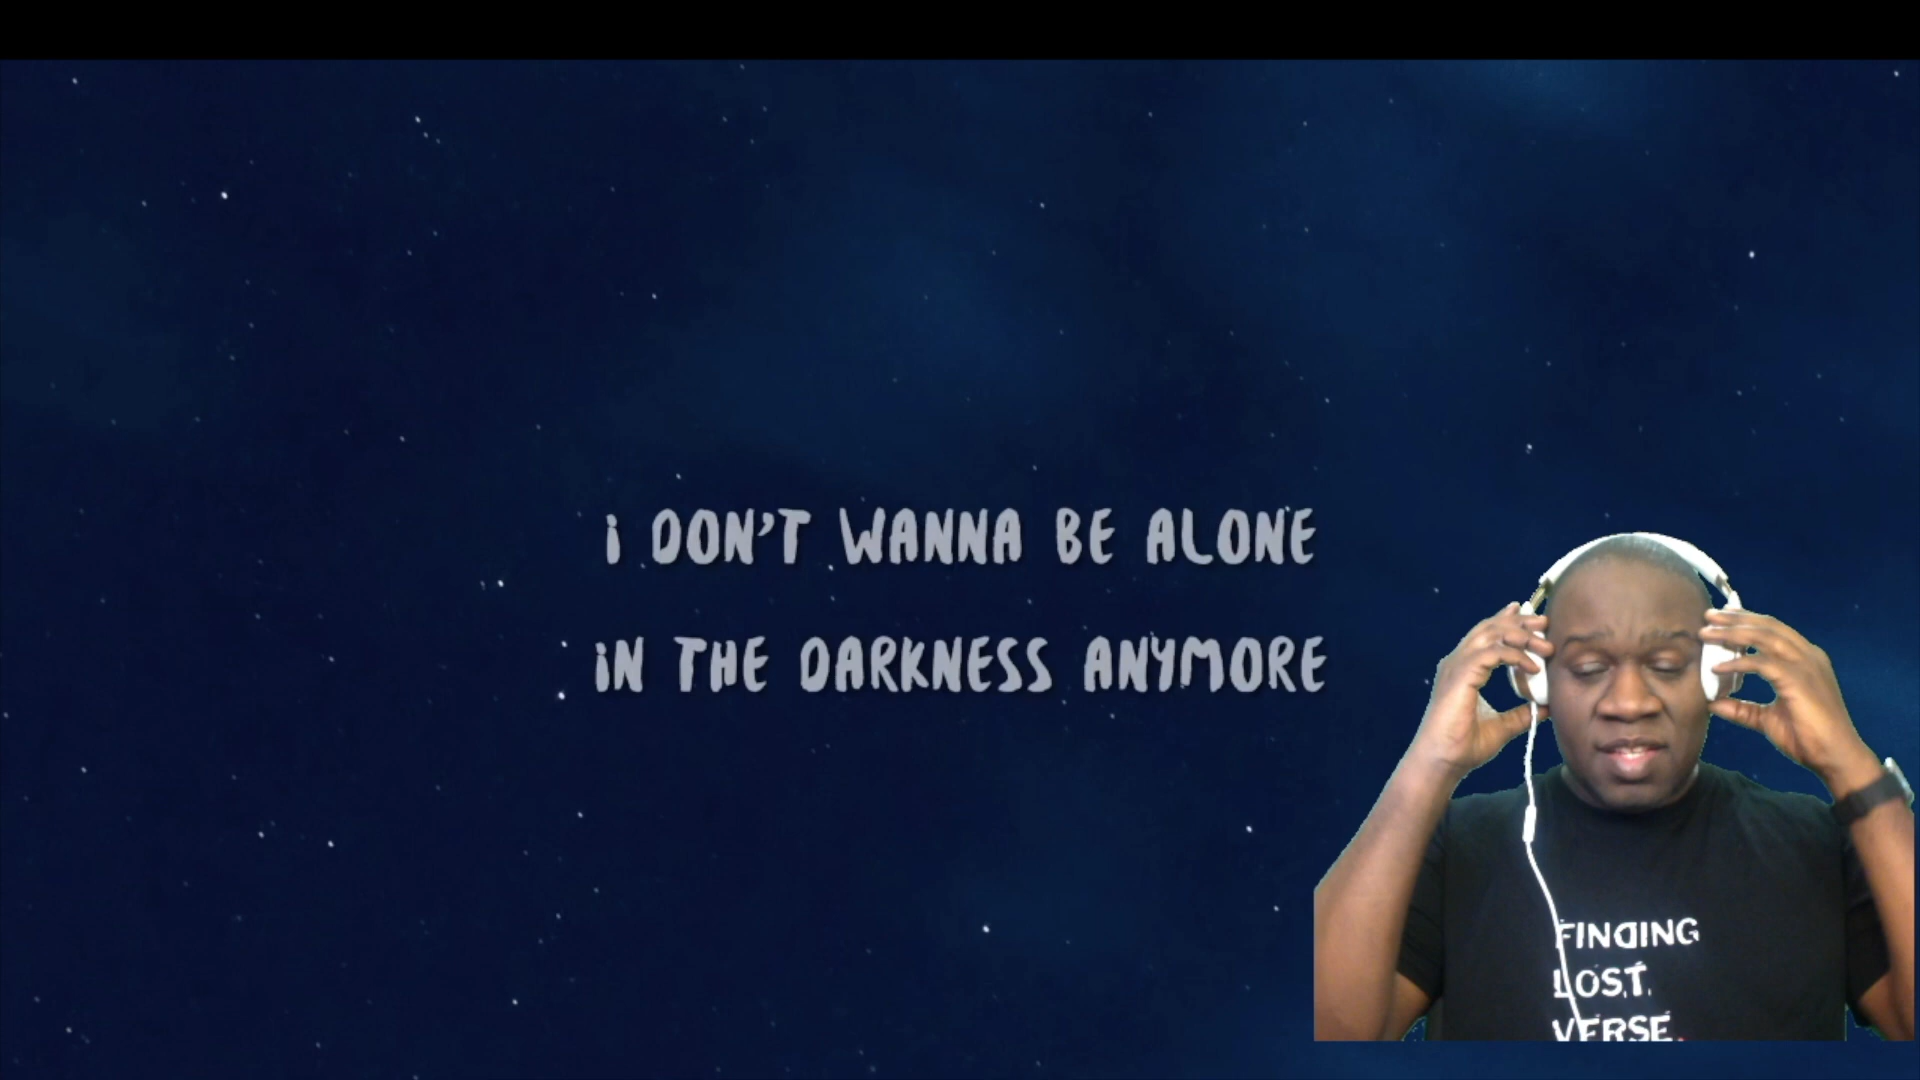 i DON'T WANNA BE ALONE
iN THE DARKNESS ANYMORE
FINDING
LOST.
VERSE.